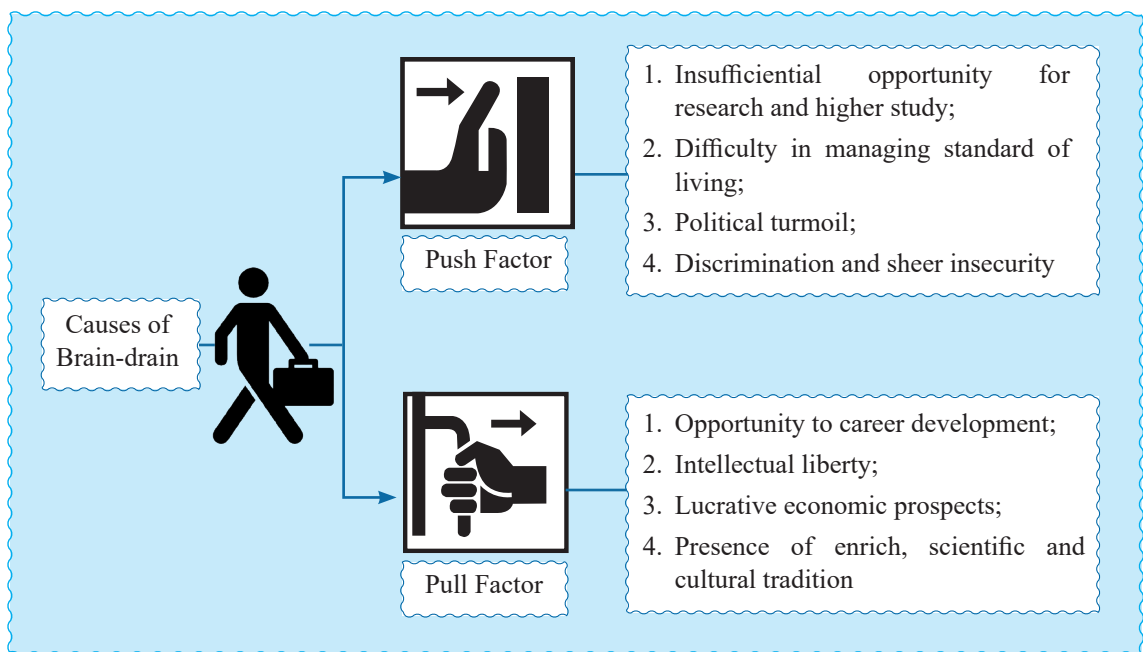 Causes of
Brain-drain
Push Factor
1. Insufficiential opportunity for
research and higher study;
2. Difficulty in managing standard of
living;
3. Political turmoil;
4. Discrimination and sheer insecurity
Pull Factor
1. Opportunity to career development;
2. Intellectual liberty;
3. Lucrative economic prospects;
4. Presence of enrich, scientific and
cultural tradition